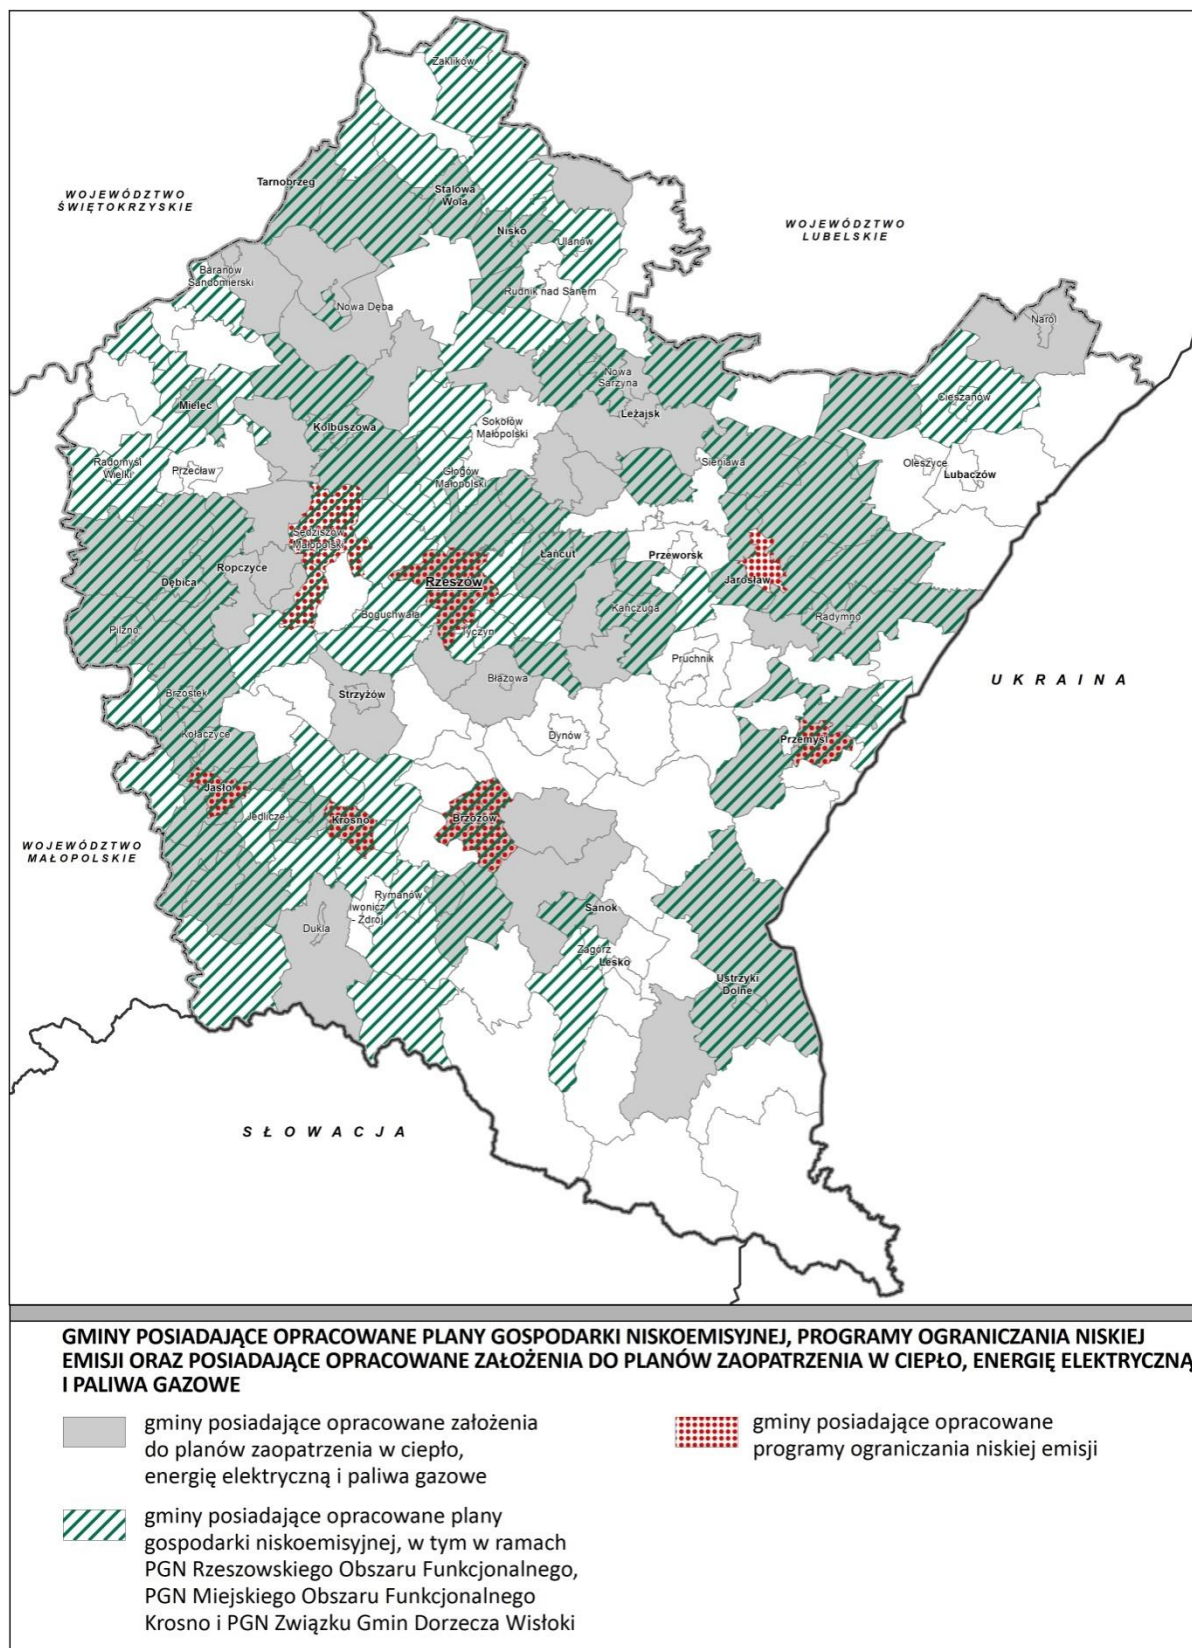 Zaklików
WOJEWÓDZTWO
ŚWIĘTOKRZYSKIE
Tarnobrzeg
Stalowa
Wola
WOJEWÓDZTWO
LUBELSKIE
Nisko
Ulanów
Baranów
Sandomierski
Rudnik nad Sanem
Nowa Dęba
Narol
Nowa
Sarzyna
Cieszanów
Mielec
Leżajsk
Kolbuszowa
Sokołów
Małopolski
Radomyśl
Wielki
Przecław
Głogów
Małopolski
Sieniawa
Oleszyce
Lubaczów
Sędziszów
Małopolski
Łańcut
Przeworsk
Ropczyce
Dębica
Rzeszów
Jarosław
Boguchwała
Kańczuga
Radymno
Pilzno
Tyczyn
Pruchnik
UKRAINA
Błażowa
Brzostek
Strzyżów
Dynów
Kołaczyce
Przemyśl
Jasło
Jedlicze
Krosno
Brzozów
WOJEWÓDZTWO
MAŁOPOLSKIE
Rymanów
Iwonicz
- Zdrój
Sanok
Dukla
Zagórz
Lesko
Ustrzyki
Dolne
SŁOWACJA
GMINY POSIADAJĄCE OPRACOWANE PLANY GOSPODARKI NISKOEMISYJNEJ, PROGRAMY OGRANICZANIA NISKIEJ
EMISJI ORAZ POSIADAJĄCE OPRACOWANE ZAŁOŻENIA DO PLANÓW ZAOPATRZENIA W CIEPŁO, ENERGIĘ ELEKTRYCZNĄ
I PALIWA GAZOWE
gminy posiadające opracowane założenia
do planów zaopatrzenia w ciepło,
energię elektryczną i paliwa gazowe
gminy posiadające opracowane
programy ograniczania niskiej emisji
gminy posiadające opracowane plany
gospodarki niskoemisyjnej, w tym w ramach
PGN Rzeszowskiego Obszaru Funkcjonalnego,
PGN Miejskiego Obszaru Funkcjonalnego
Krosno i PGN Związku Gmin Dorzecza Wisłoki